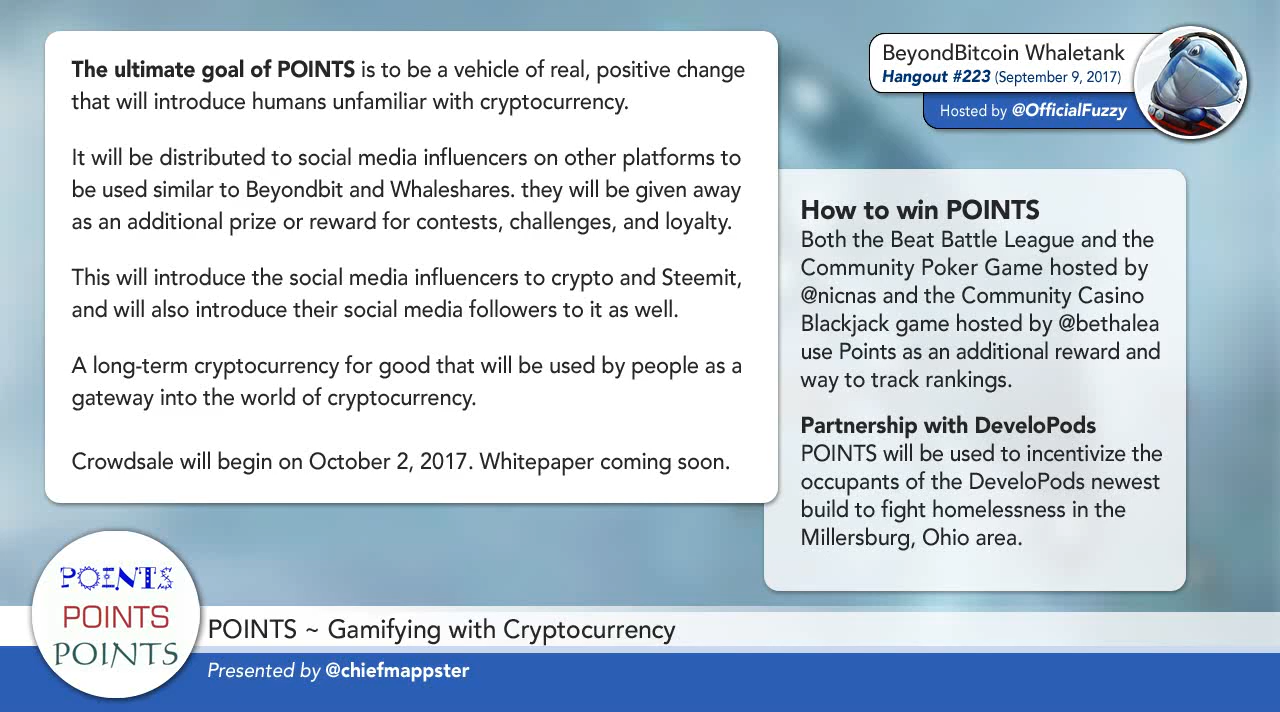 The ultimate goal of POINTS is to be a vehicle of real, positive change
that will introduce humans unfamiliar with cryptocurrency.
It will be distributed to social media influencers on other platforms to
be used similar to Beyondbit and Whaleshares. they will be given away
as an additional prize or reward for contests, challenges, and loyalty.
This will introduce the social media influencers to crypto and Steemit,
and will also introduce their social media followers to it as well.
A long-term cryptocurrency for good that will be used by people as a
gateway into the world of cryptocurrency.
Crowdsale will begin on October 2, 2017. Whitepaper coming soon.
BeyondBitcoin Whaletank
Hangout #223 (September 9, 2017)
Hosted by @OfficialFuzzy
How to win POINTS
Both the Beat Battle League and the
Community Poker Game hosted by
@nicnas and the Community Casino
Blackjack game hosted by @bethalea
use Points as an additional reward and
way to track rankings.
Partnership with DeveloPods
POINTS will be used to incentivize the
occupants of the DeveloPods newest
build to fight homelessness in the
Millersburg, Ohio area.
POINTS
POINTS
POINTS
POINTS ~ Gamifying with Cryptocurrency
Presented by @chiefmappster